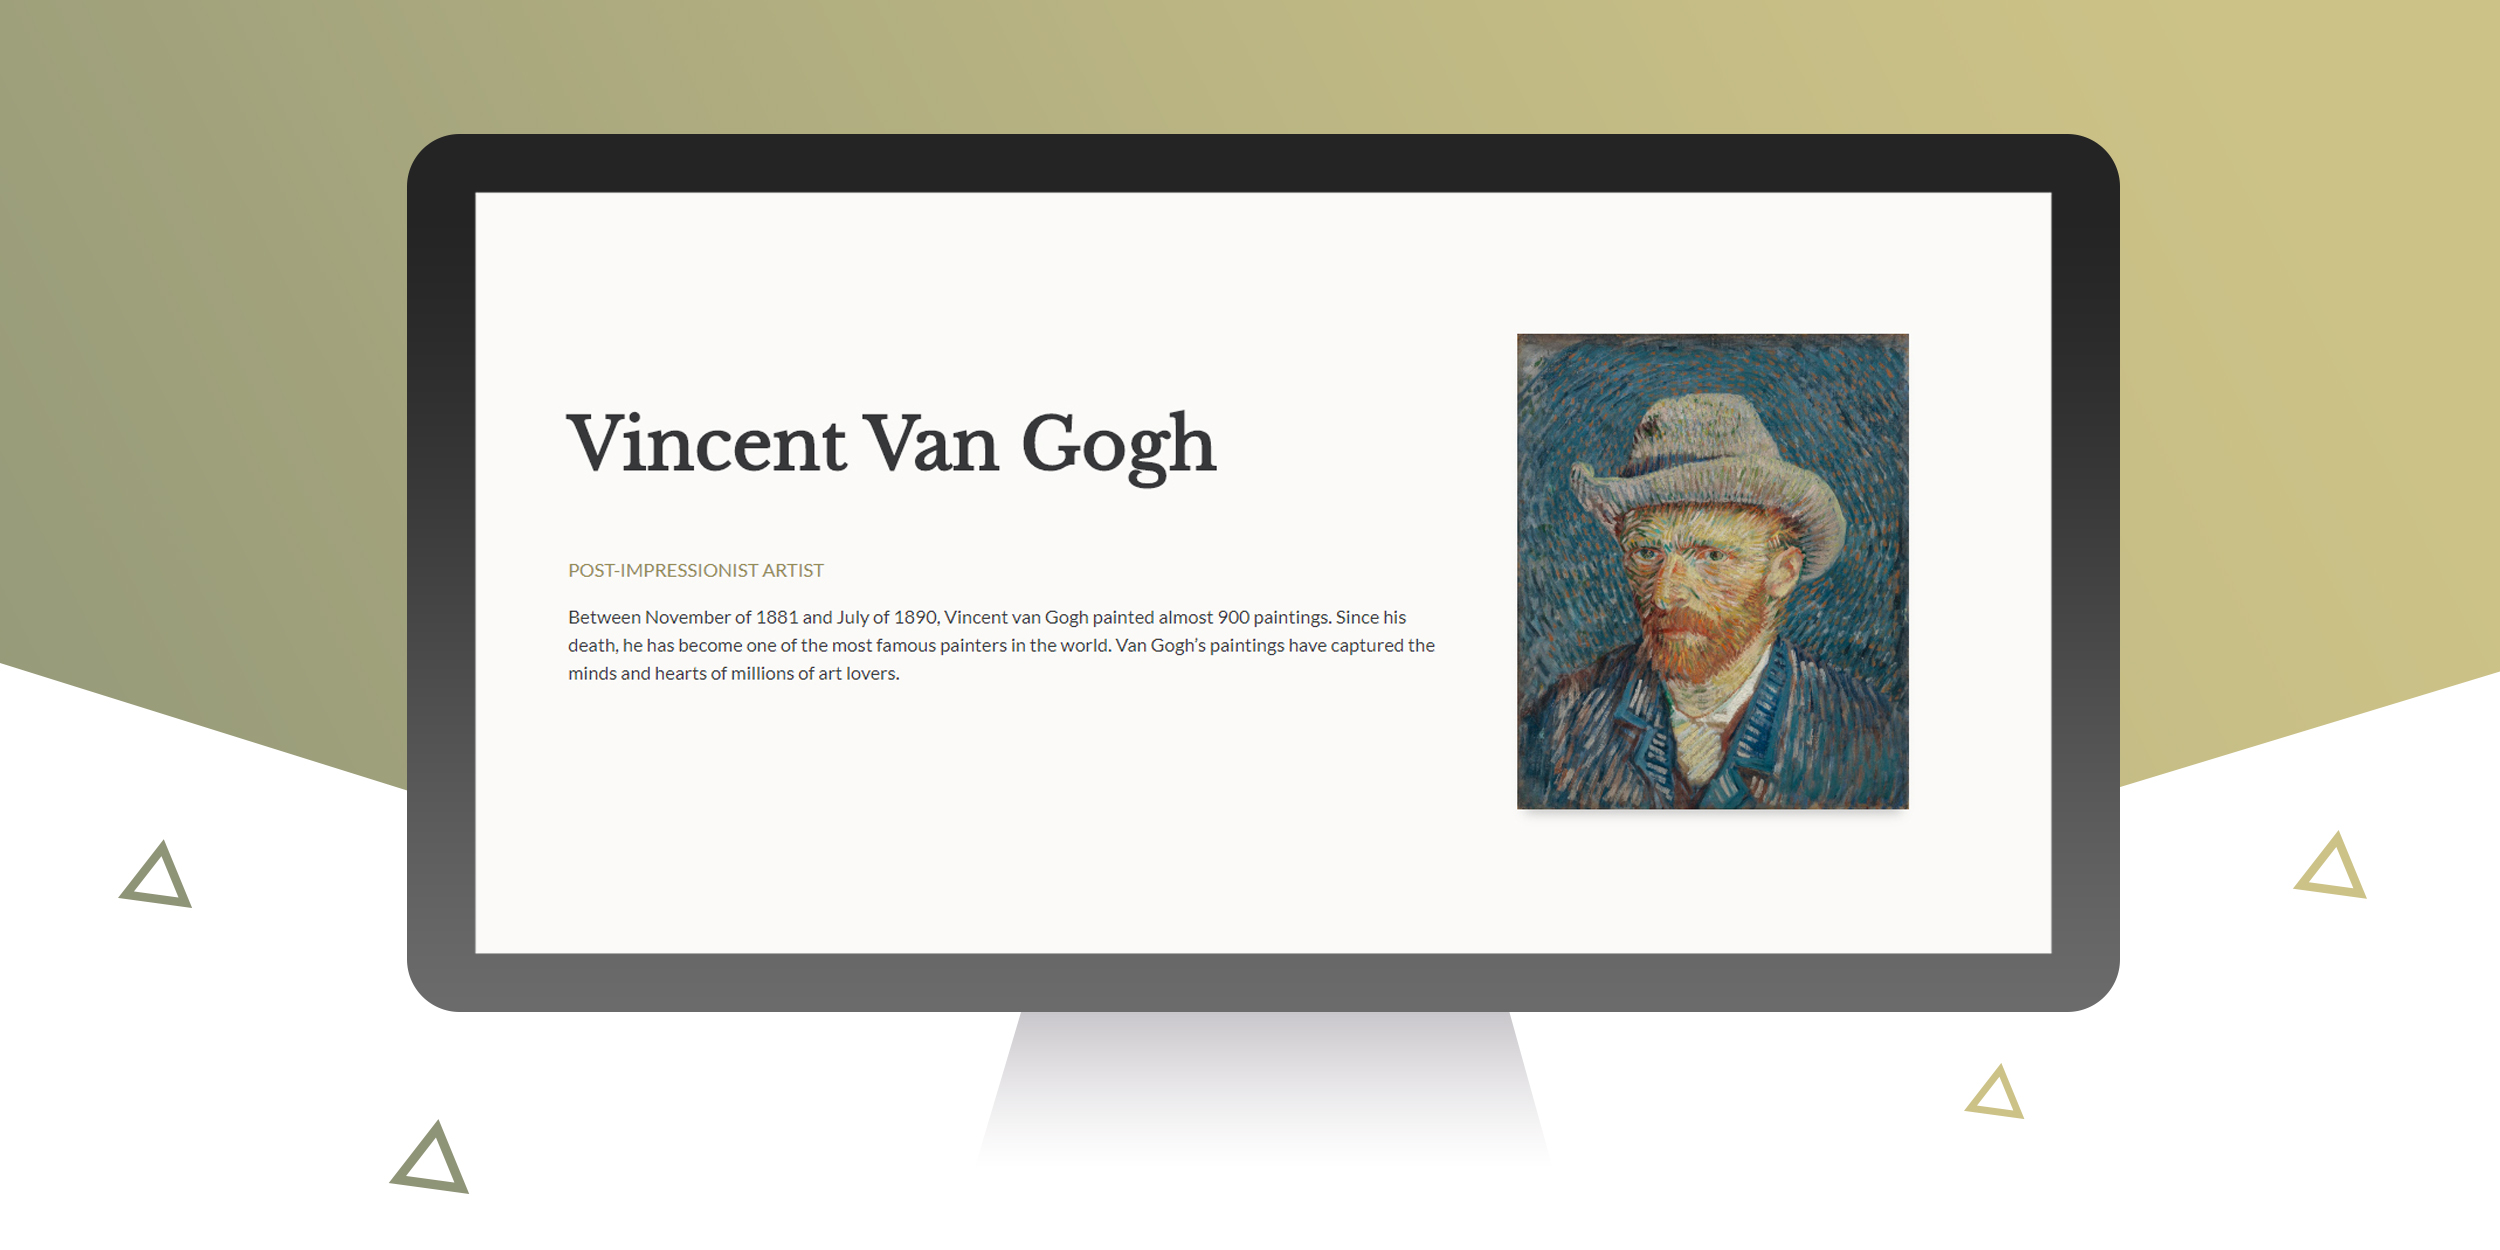 Vincent Van Gogh
POST-IMPRESSIONIST ARTIST
Between November of 1881 and July of 1890, Vincent van Gogh painted almost 900 paintings. Since his
death, he has become one of the most famous painters in the world. Van Gogh’s paintings have captured the
minds and hearts of millions of art lovers.